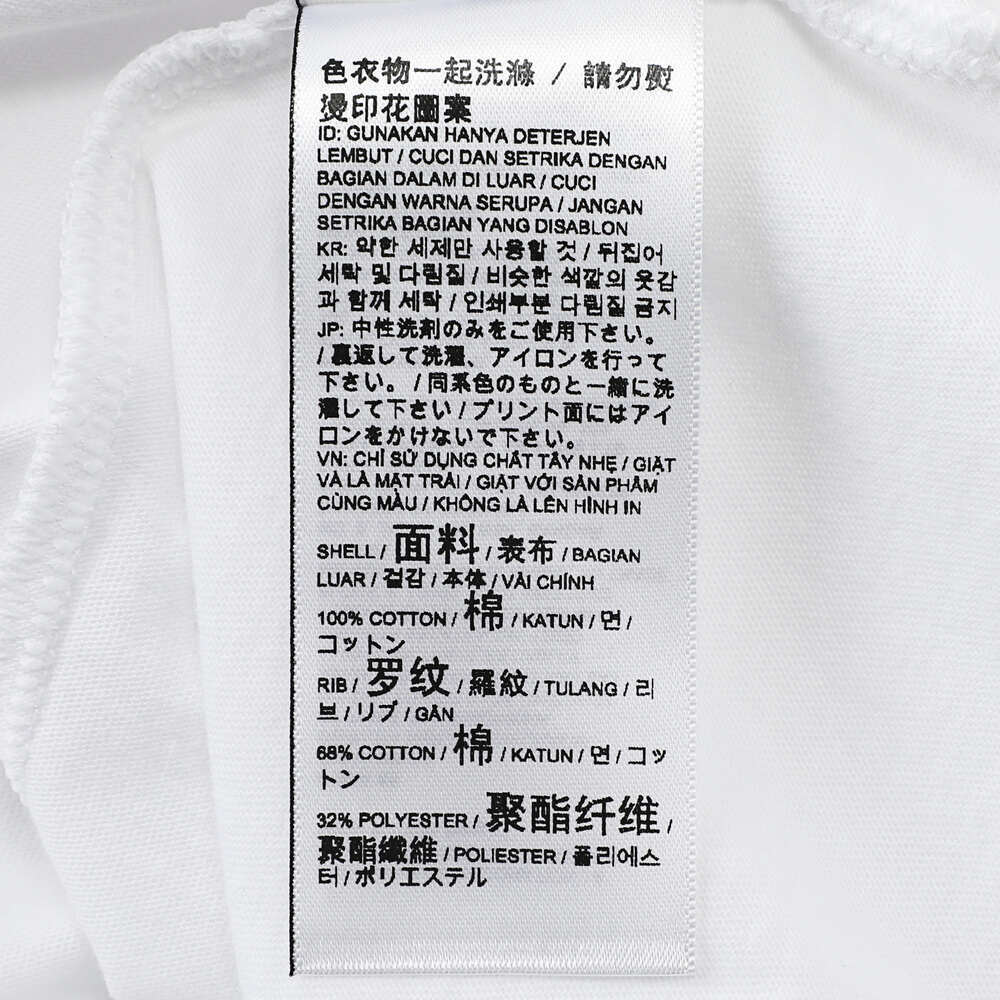 色衣物一起洗滌 / 請勿熨
燙印花圖案
ID: GUNAKAN HANYA DETERJEN
LEMBUT / CUCI DAN SETRIKA DENGAN
BAGIAN DALAM DI LUAR / CUCI
DENGAN WARNA SERUPA / JANGAN
SETRIKA BAGIAN YANG DISABLON
KR: 약한 세제만 사용할 것 / 뒤집어
세탁 및 다림질 / 비슷한 색깔의 옷감
과 함께 세탁 / 인쇄부분 다림질 금지
JP: 中性洗剤のみをご使用下さい。
/ 裏返して洗濯、アイロンを行って
下さい。 / 同系色のものと一緒に洗
濯して下さい / プリント面にはアイ
ロンをかけないで下さい。
VN: CHỈ SỬ DỤNG CHẤT TẨY NHẸ / GIẶT
VÀ LÀ MẶT TRÁI / GIẶT VỚI SẢN PHẨM
CÙNG MÀU / KHÔNG LÀ LÊN HÌNH IN
SHELL / 面料 / 表布 / BAGIAN
LUAR / 겉감 / 本体 / VẢI CHÍNH
100% COTTON / 棉 / KATUN / 면 /
コットン
RIB / 罗纹 / 羅紋 / TULANG / 리
브 / リブ / GÂN
68% COTTON / 棉 / KATUN / 면 / コッ
トン
32% POLYESTER / 聚酯纤维 /
聚酯纖維 / POLIESTER / 폴리에스
터 / ポリエステル